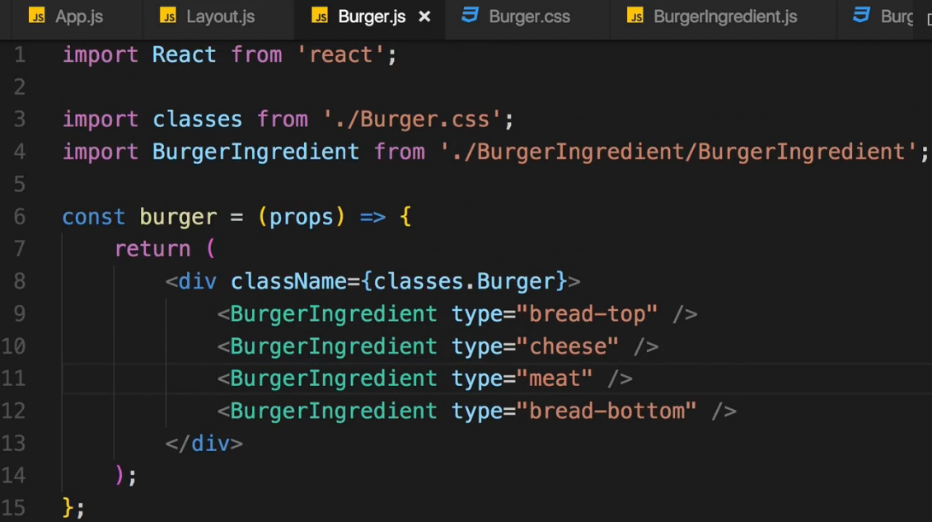 JS App.js JS Layout.js JS Burger.js × Burger.css JS BurgerIngredient.js Burg
1 import React from 'react';
2
3 import classes from './Burger.css';
4 import BurgerIngredient from './BurgerIngredient/BurgerIngredient';
5
6 const burger = (props) => {
7 return (
8 <div className={classes.Burger}>
9 <BurgerIngredient type="bread-top" />
10 <BurgerIngredient type="cheese" />
11 <BurgerIngredient type="meat" />
12 <BurgerIngredient type="bread-bottom" />
13 </div>
14 );
15 };